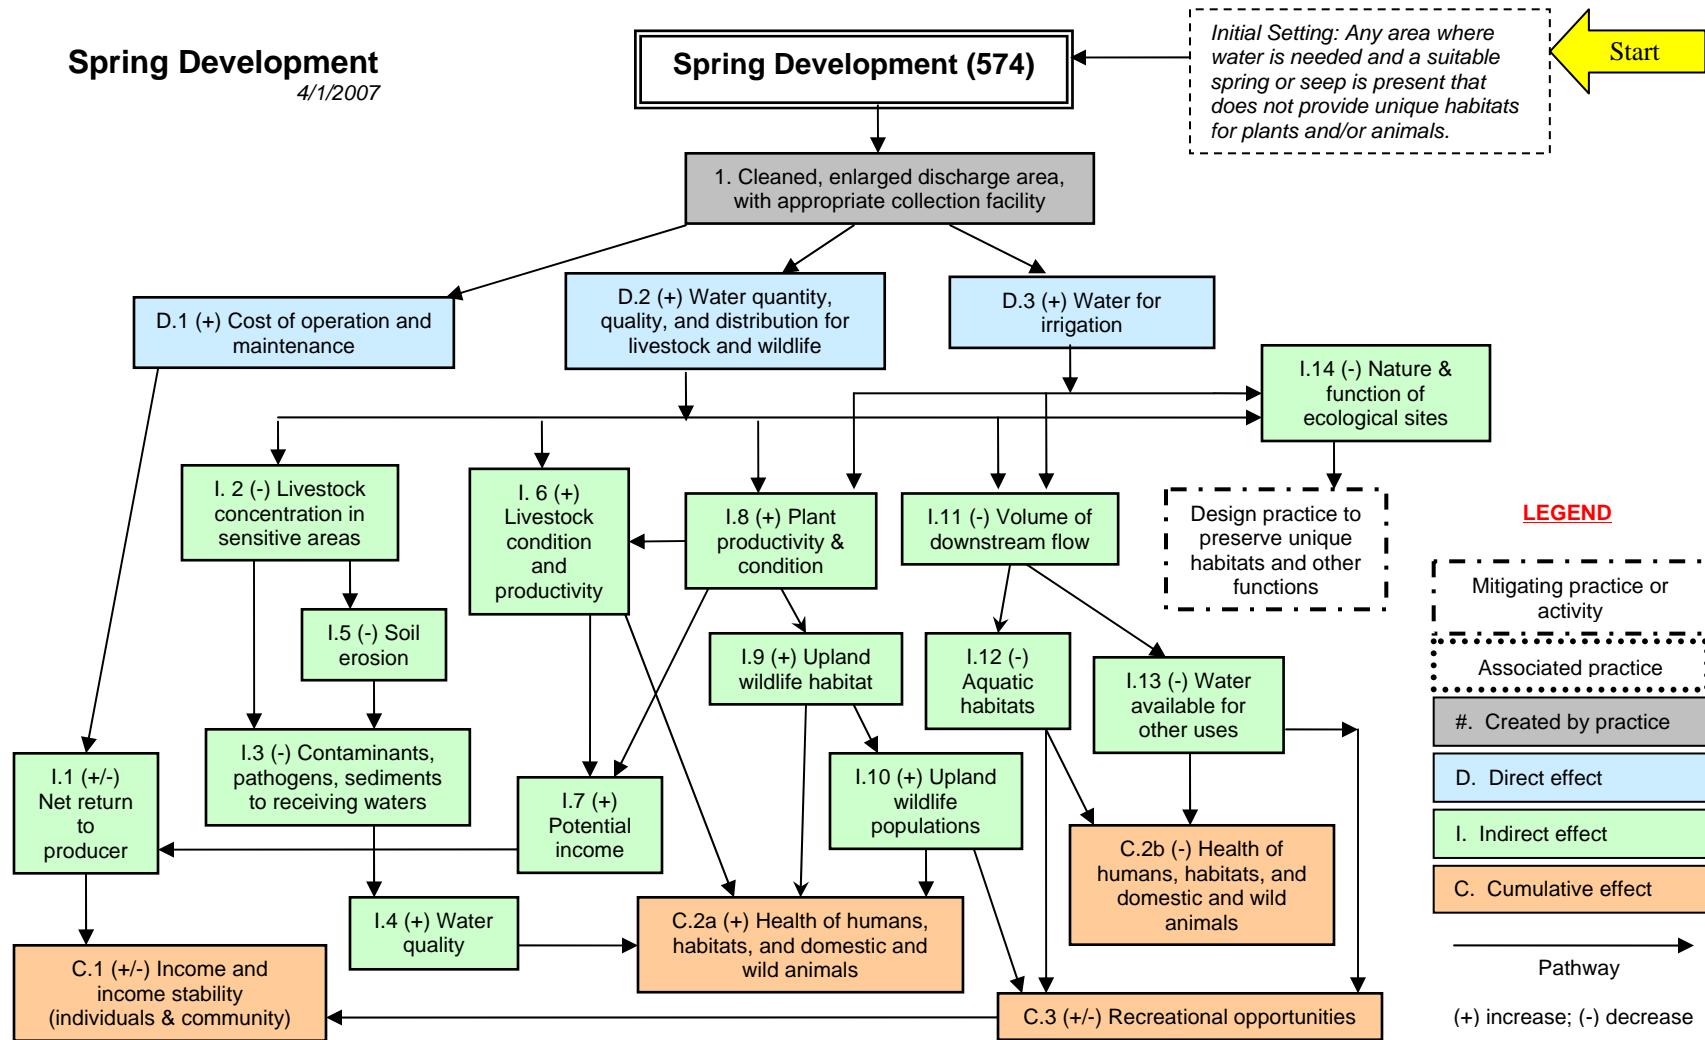 Spring Development
4/1/2007
Spring Development (574)
Initial Setting: Any area where
water is needed and a suitable
spring or seep is present that
does not provide unique habitats
for plants and/or animals.
Start
1. Cleaned, enlarged discharge area,
with appropriate collection facility
D.1 (+) Cost of operation and
maintenance
D.2 (+) Water quantity,
quality, and distribution for
livestock and wildlife
D.3 (+) Water for
irrigation
I.14 (-) Nature &
function of
ecological sites
I. 2 (-) Livestock
concentration in
sensitive areas
I. 6 (+)
Livestock
condition
and
productivity
I.8 (+) Plant
productivity &
condition
I.11 (-) Volume of
downstream flow
Design practice to
preserve unique
habitats and other
functions
I.5 (-) Soil
erosion
I.9 (+) Upland
wildlife habitat
I.12 (-)
Aquatic
habitats
I.13 (-) Water
available for
other uses
I.1 (+/-)
Net return
to
producer
I.3 (-) Contaminants,
pathogens, sediments
to receiving waters
I.7 (+)
Potential
income
I.10 (+) Upland
wildlife
populations
C.2b (-) Health of
humans, habitats, and
domestic and wild
animals
I.4 (+) Water
quality
C.2a (+) Health of humans,
habitats, and domestic and
wild animals
C.1 (+/-) Income and
income stability
(individuals & community)
C.3 (+/-) Recreational opportunities
LEGEND
Mitigating practice or
activity
Associated practice
#. Created by practice
D. Direct effect
I. Indirect effect
C. Cumulative effect
Pathway
(+) increase; (-) decrease